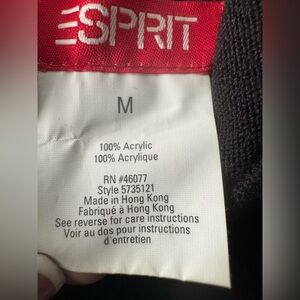 ESPRIT
M
100% Acrylic
100% Acrylique
RN #46077
Style 5735121
Made in Hong Kong
Fabriqué à Hong Kong
See reverse for care instructions
Voir au dos pour instructions
d'entretien